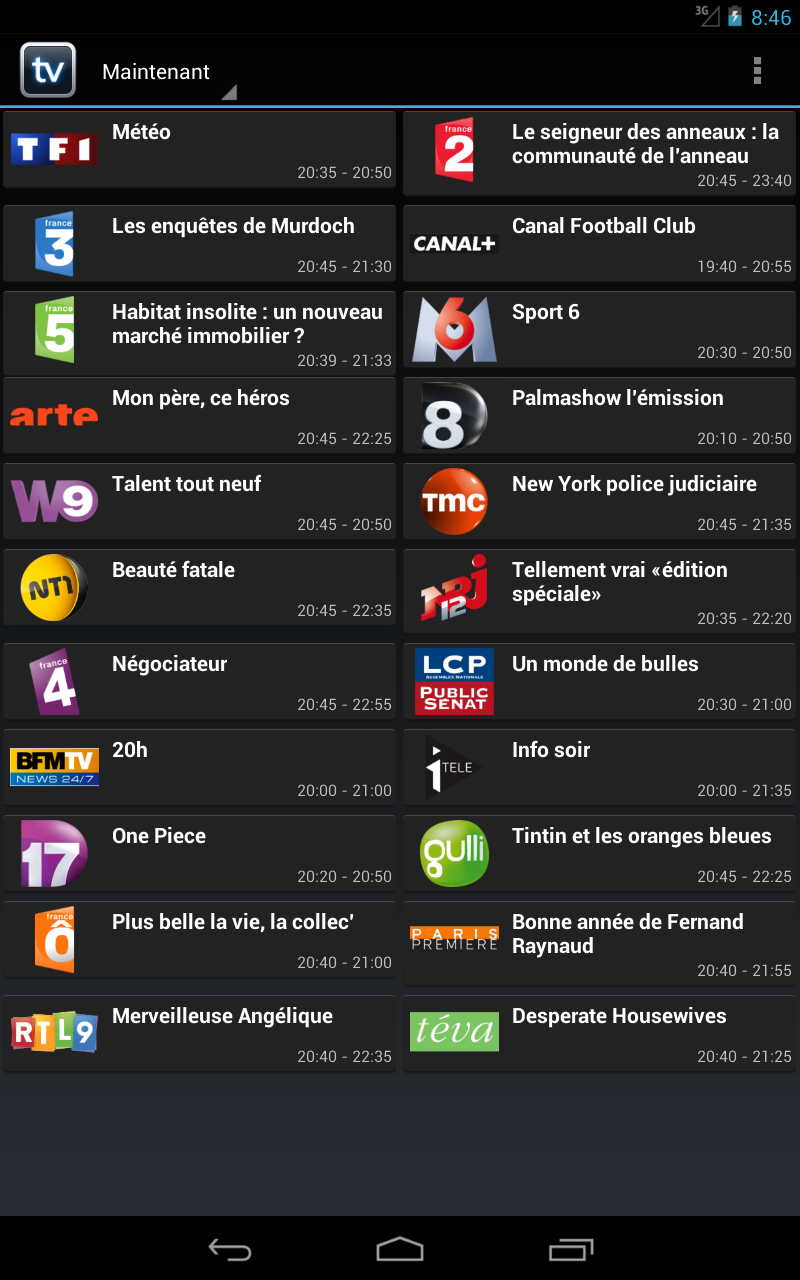 3G
8:46
tv
Maintenant
TF1
Météo
20:35 - 20:50
france
2
Le seigneur des anneaux : la
communauté de l'anneau
20:45 - 23:40
france
3
Les enquêtes de Murdoch
20:45 - 21:30
CANAL+
Canal Football Club
19:40 - 20:55
france
5
Habitat insolite : un nouveau
marché immobilier ?
20:39 - 21:33
M6
Sport 6
20:30 - 20:50
arte
Mon père, ce héros
20:45 - 22:25
D8
Palmashow l'émission
20:10 - 20:50
W9
Talent tout neuf
20:45 - 20:50
TMC
New York police judiciaire
20:45 - 21:35
NT1
Beauté fatale
20:45 - 22:35
NRJ
12
Tellement vrai «édition
spéciale»
20:35 - 22:20
france
4
Négociateur
20:45 - 22:55
LCP
ASSEMBLÉE NATIONALE
PUBLIC
SÉNAT
Un monde de bulles
20:30 - 21:00
BFMTV
NEWS 24/7
20h
20:00 - 21:00
iTELE
Info soir
20:00 - 21:35
D17
One Piece
20:20 - 20:50
gulli
Tintin et les oranges bleues
20:45 - 22:25
france
Ô
Plus belle la vie, la collec'
20:40 - 21:00
PARIS
PREMIERE
Bonne année de Fernand
Raynaud
20:40 - 21:55
RTL9
Merveilleuse Angélique
20:40 - 22:35
téva
Desperate Housewives
20:40 - 21:25